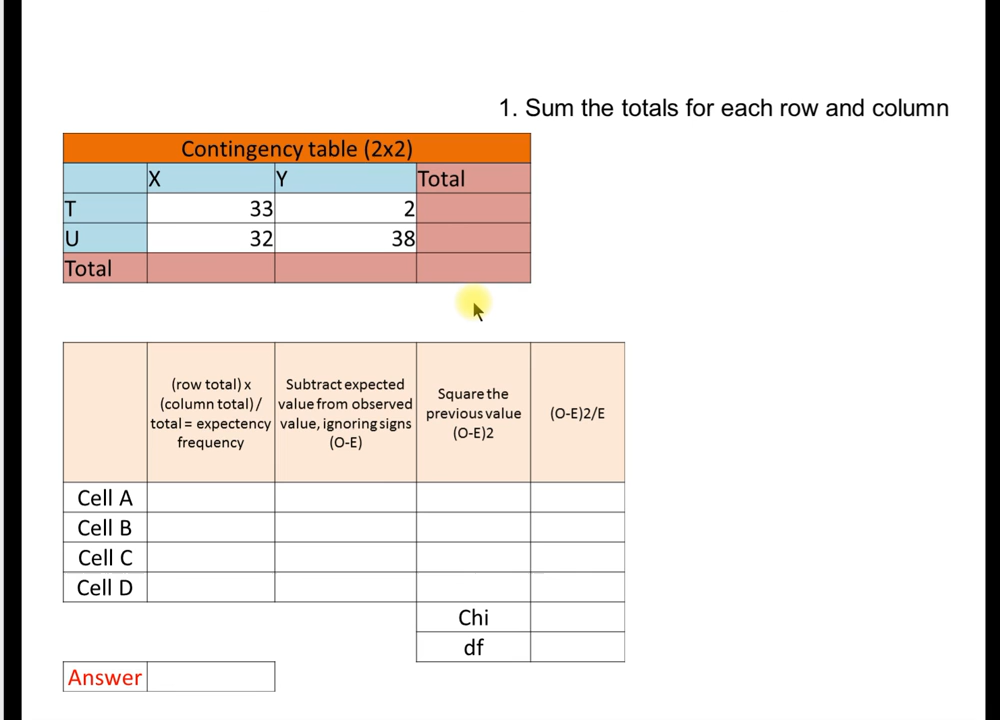 1. Sum the totals for each row and column
Contingency table (2x2)
X Y Total
T 33 2
U 32 38
Total
(row total) x
(column total) /
total = expectency
frequency
Subtract expected
value from observed
value, ignoring signs
(O-E)
Square the
previous value
(O-E)2
(O-E)2/E
Cell A
Cell B
Cell C
Cell D
Chi
df
Answer